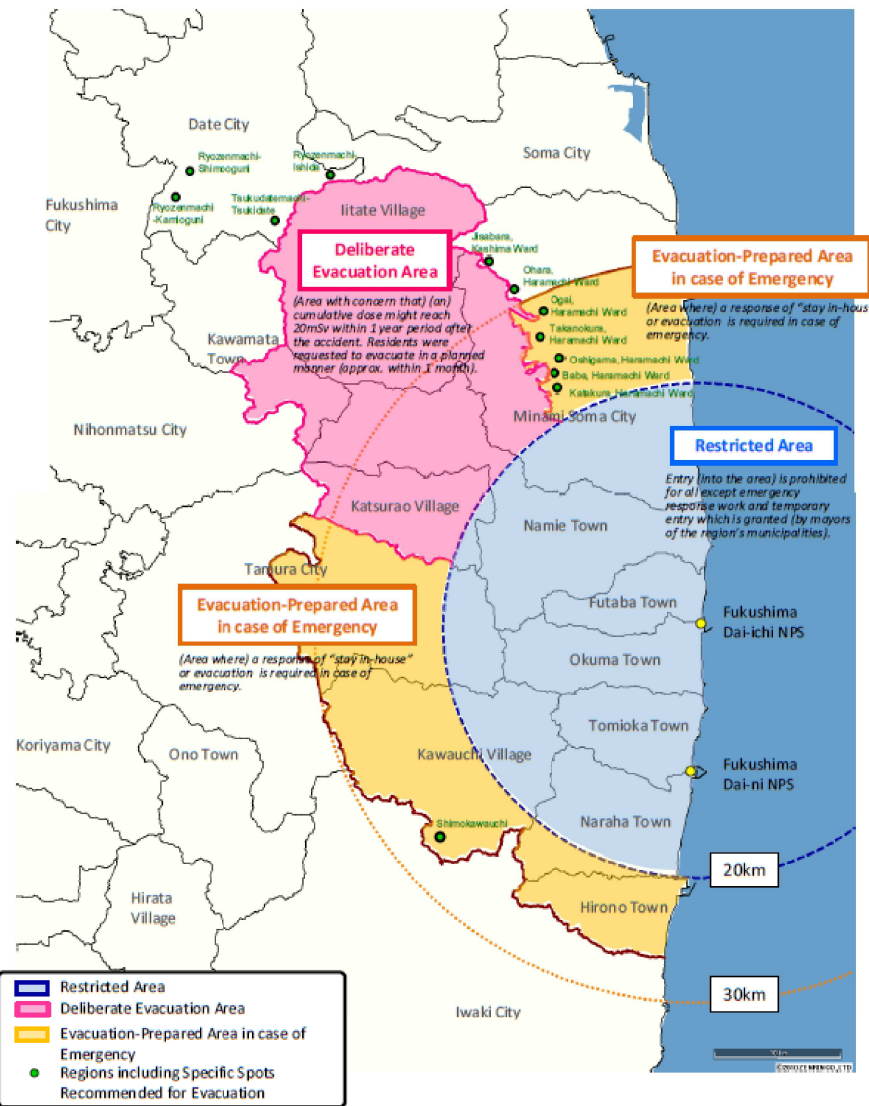 Date City
Ryozenmachi-
Shimooguni
Ryozenmachi-
Ishida
Soma City
Fukushima
City
Ryozenmachi
-Kamioguni
Tsukudatemachi-
Tsukidate
Iitate Village
Deliberate
Evacuation Area
Jisabara,
Kashima Ward
Evacuation-Prepared Area
in case of Emergency
Ohara,
Haramachi Ward
(Area with concern that) (an)
cumulative dose might reach
20mSv within 1 year period after
the accident. Residents were
requested to evacuate in a planned
manner (approx. within 1 month).
Ogai,
Haramachi Ward
(Area where) a response of "stay in-hous
or evacuation is required in case of
emergency.
Kawamata
Town
Takanokura,
Haramachi Ward
Oshigama, Haramachi Ward
Baba, Haramachi Ward
Katakura, Haramachi Ward
Minami Soma City
Nihonmatsu City
Restricted Area
Entry (into the area) is prohibited
for all except emergency
response work and temporary
entry which is granted (by mayors
of the region's municipalities).
Katsurao Village
Namie Town
Tamura City
Evacuation-Prepared Area
in case of Emergency
Futaba Town
Fukushima
Dai-ichi NPS
(Area where) a response of "stay in-house"
or evacuation is required in case of
emergency.
Okuma Town
Tomioka Town
Koriyama City
Ono Town
Kawauchi Village
Fukushima
Dai-ni NPS
Shimokawauchi
Naraha Town
20km
Hirata
Village
Hirono Town
30km
Iwaki City
Restricted Area
Deliberate Evacuation Area
Evacuation-Prepared Area in case of
Emergency
Regions including Specific Spots
Recommended for Evacuation